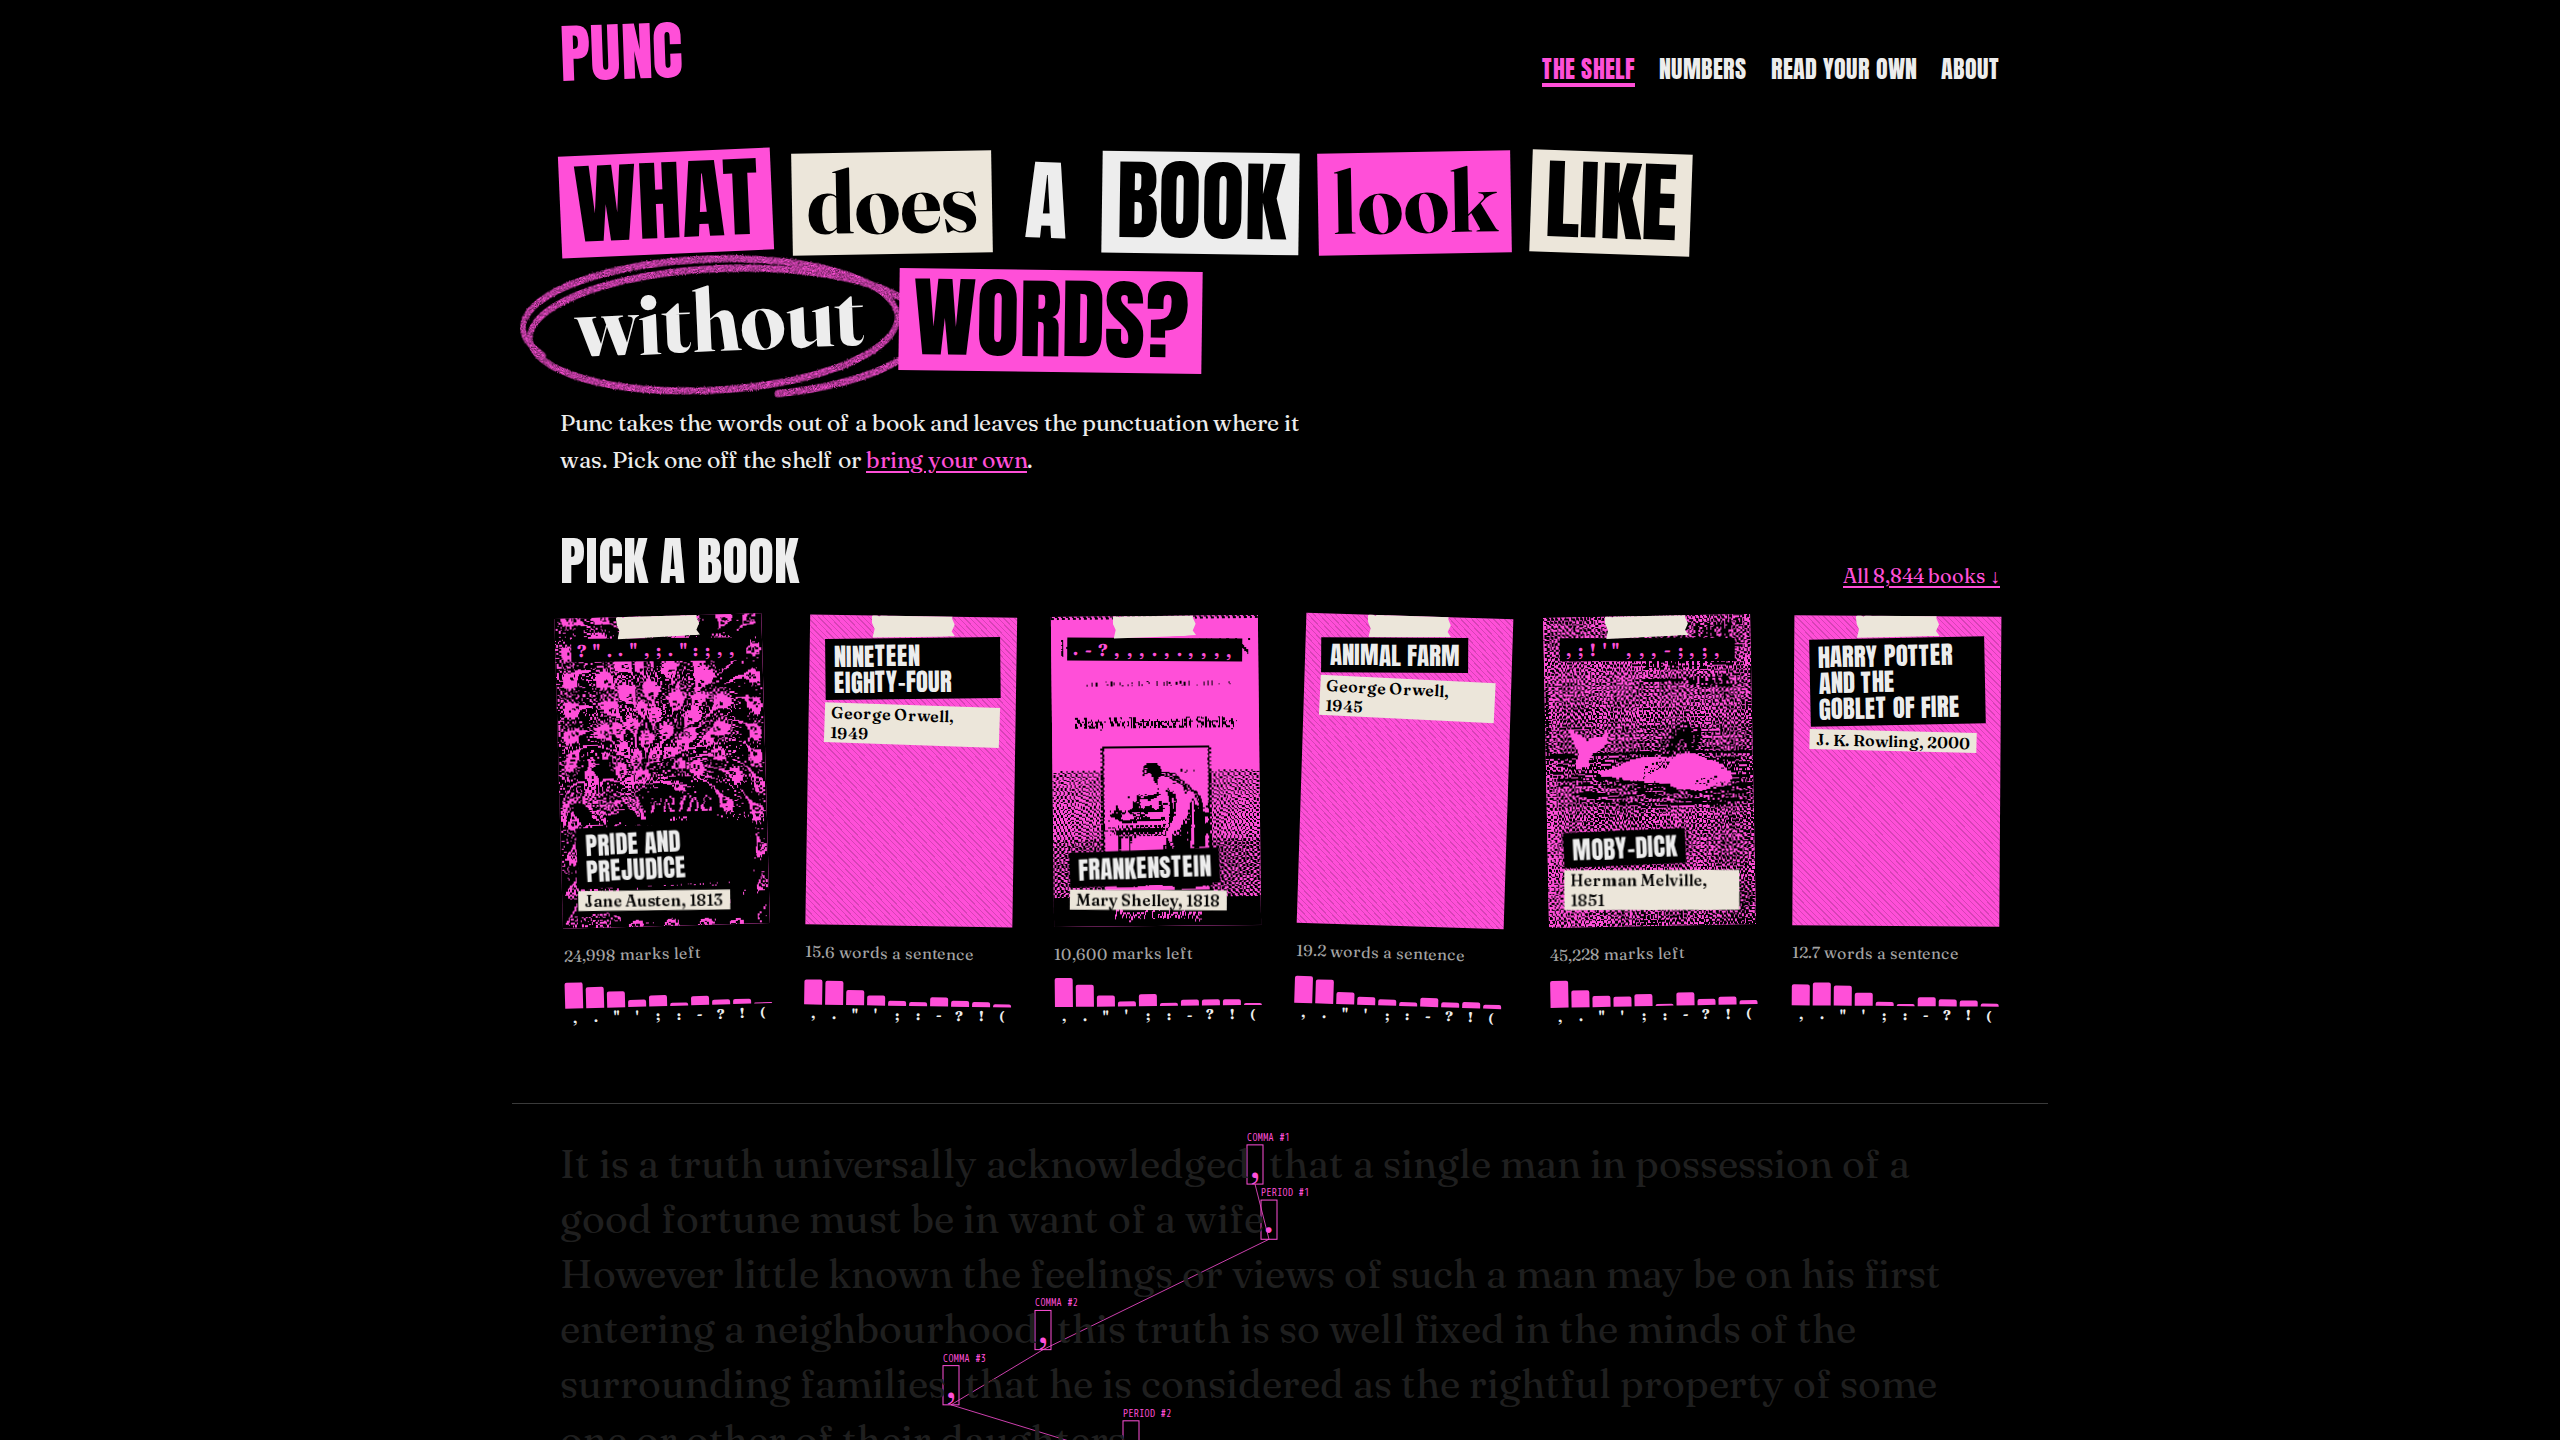 PUNC
THE SHELF NUMBERS READ YOUR OWN ABOUT
WHAT does A BOOK look LIKE
without WORDS?
Punc takes the words out of a book and leaves the punctuation where it
was. Pick one off the shelf or bring your own.
PICK A BOOK
All 8,844 books ↓
?"..",;.":;,,
PRIDE AND
PREJUDICE
Jane Austen, 1813
24,998 marks left
, . " ' ; : - ? ! (
NINETEEN
EIGHTY-FOUR
George Orwell,
1949
15.6 words a sentence
, . " ' ; : - ? ! (
.-?,,,.,.,,,,
Mary Wollstonecraft Shelley
FRANKENSTEIN
Mary Shelley, 1818
10,600 marks left
, . " ' ; : - ? ! (
ANIMAL FARM
George Orwell,
1945
19.2 words a sentence
, . " ' ; : - ? ! (
,;!'",,,-;,;,
MOBY-DICK
Herman Melville,
1851
45,228 marks left
, . " ' ; : - ? ! (
HARRY POTTER
AND THE
GOBLET OF FIRE
J. K. Rowling, 2000
12.7 words a sentence
, . " ' ; : - ? ! (
COMMA #1
It is a truth universally acknowledged, that a single man in possession of a
PERIOD #1
good fortune must be in want of a wife.
However little known the feelings or views of such a man may be on his first
COMMA #2
entering a neighbourhood, this truth is so well fixed in the minds of the
COMMA #3
surrounding families, that he is considered as the rightful property of some
PERIOD #2
one or other of their daughters